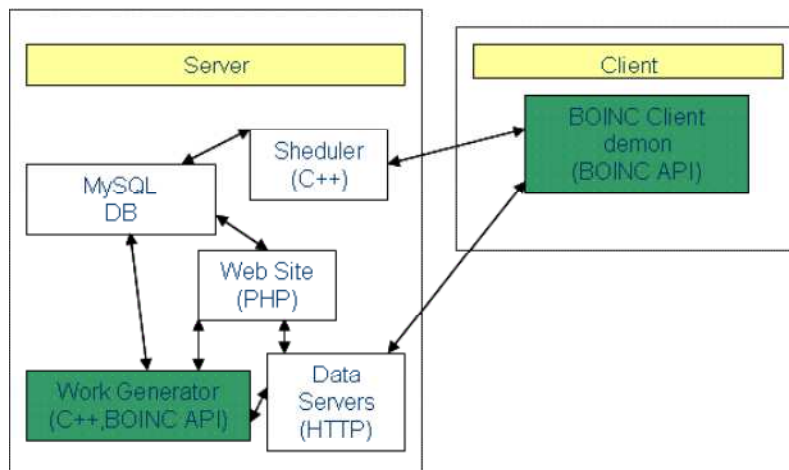 Server
Client
BOINC Client
demon
(BOINC API)
Sheduler
(C++)
MySQL
DB
Web Site
(PHP)
Work Generator
(C++,BOINC API)
Data
Servers
(HTTP)